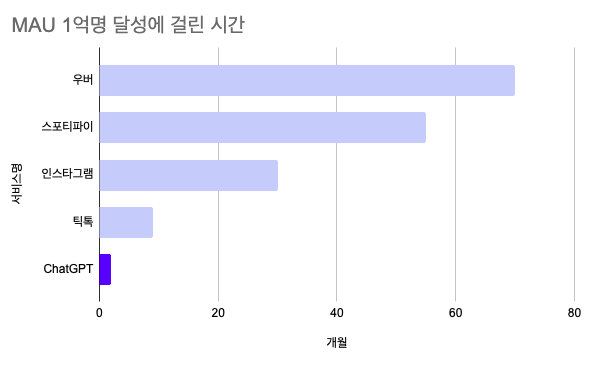 MAU 1억명 달성에 걸린 시간
우버
스포티파이
인스타그램
틱톡
ChatGPT
서비스명
0 20 40 60 80
개월